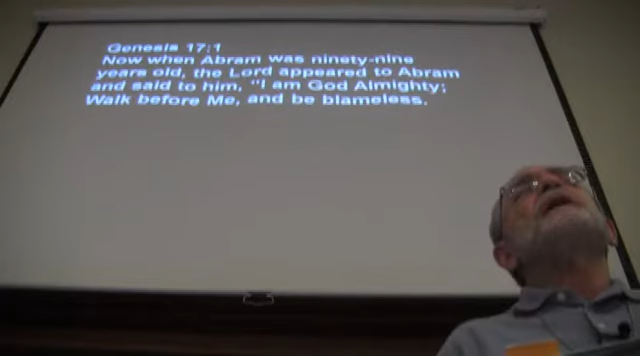 Genesis 17:1
Now when Abram was ninety-nine
years old, the Lord appeared to Abram
and said to him, "I am God Almighty;
Walk before Me, and be blameless.